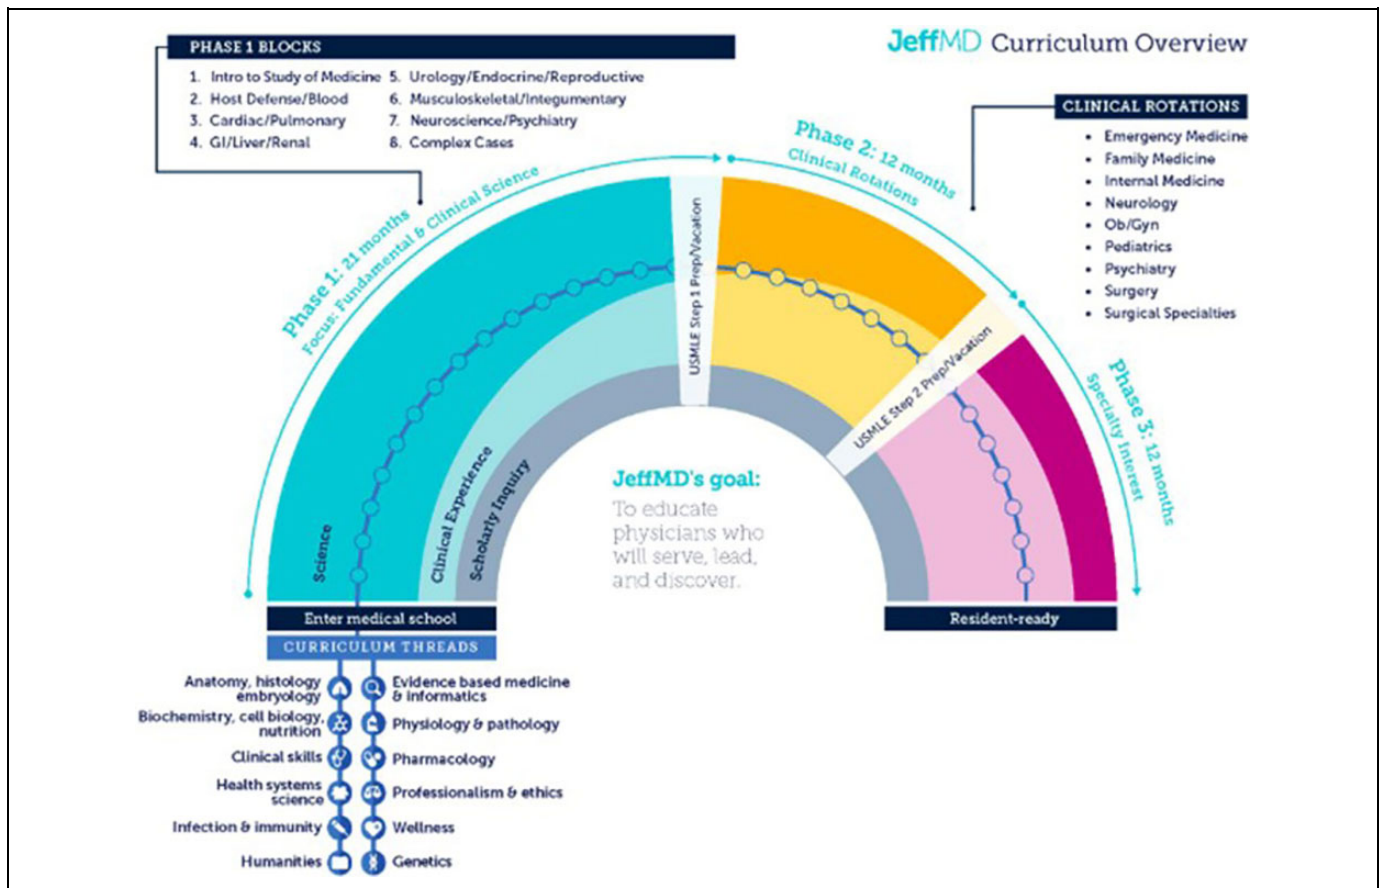 JeffMD Curriculum Overview
PHASE 1 BLOCKS
1. Intro to Study of Medicine
2. Host Defense/Blood
3. Cardiac/Pulmonary
4. GI/Liver/Renal
5. Urology/Endocrine/Reproductive
6. Musculoskeletal/Integumentary
7. Neuroscience/Psychiatry
8. Complex Cases
CLINICAL ROTATIONS
• Emergency Medicine
• Family Medicine
• Internal Medicine
• Neurology
• Ob/Gyn
• Pediatrics
• Psychiatry
• Surgery
• Surgical Specialties
Phase 1: 21 months
Focus: Fundamental & Clinical Science
USMLE Step 1 Prep/Vacation
Phase 2: 12 months
Clinical Rotations
USMLE Step 2 Prep/Vacation
Phase 3: 12 months
Specialty Interest
Science
Clinical Experience
Scholarly Inquiry
JeffMD's goal:
To educate
physicians who
will serve, lead,
and discover.
Enter medical school
Resident-ready
CURRICULUM THREADS
Anatomy, histology
embryology
Biochemistry, cell biology,
nutrition
Clinical skills
Health systems
science
Infection & immunity
Humanities
Evidence based medicine
& informatics
Physiology & pathology
Pharmacology
Professionalism & ethics
Wellness
Genetics